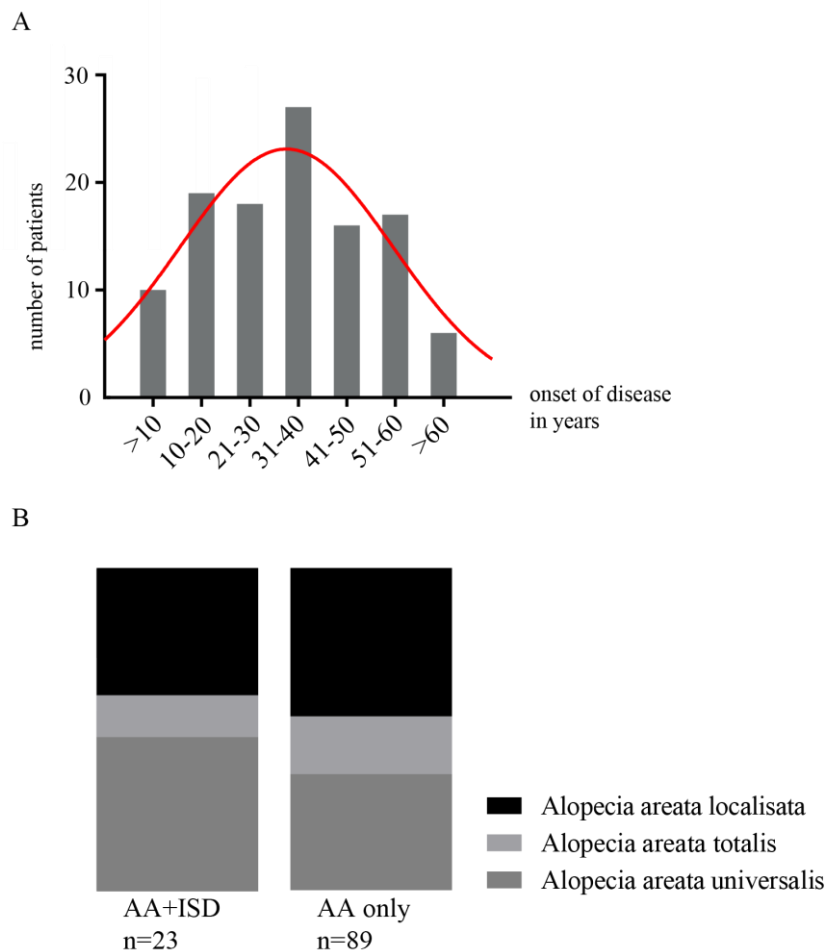 A
30
20
10
0
number of patients
>10
10-20
21-30
31-40
41-50
51-60
>60
onset of disease
in years
B
AA+ISD
n=23
AA only
n=89
Alopecia areata localisata
Alopecia areata totalis
Alopecia areata universalis